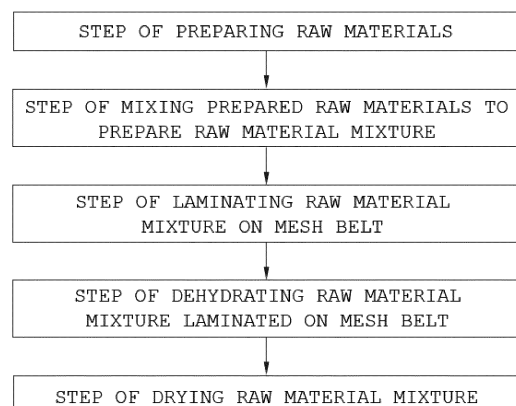 STEP OF PREPARING RAW MATERIALS
STEP OF MIXING PREPARED RAW MATERIALS TO
PREPARE RAW MATERIAL MIXTURE
STEP OF LAMINATING RAW MATERIAL
MIXTURE ON MESH BELT
STEP OF DEHYDRATING RAW MATERIAL
MIXTURE LAMINATED ON MESH BELT
STEP OF DRYING RAW MATERIAL MIXTURE